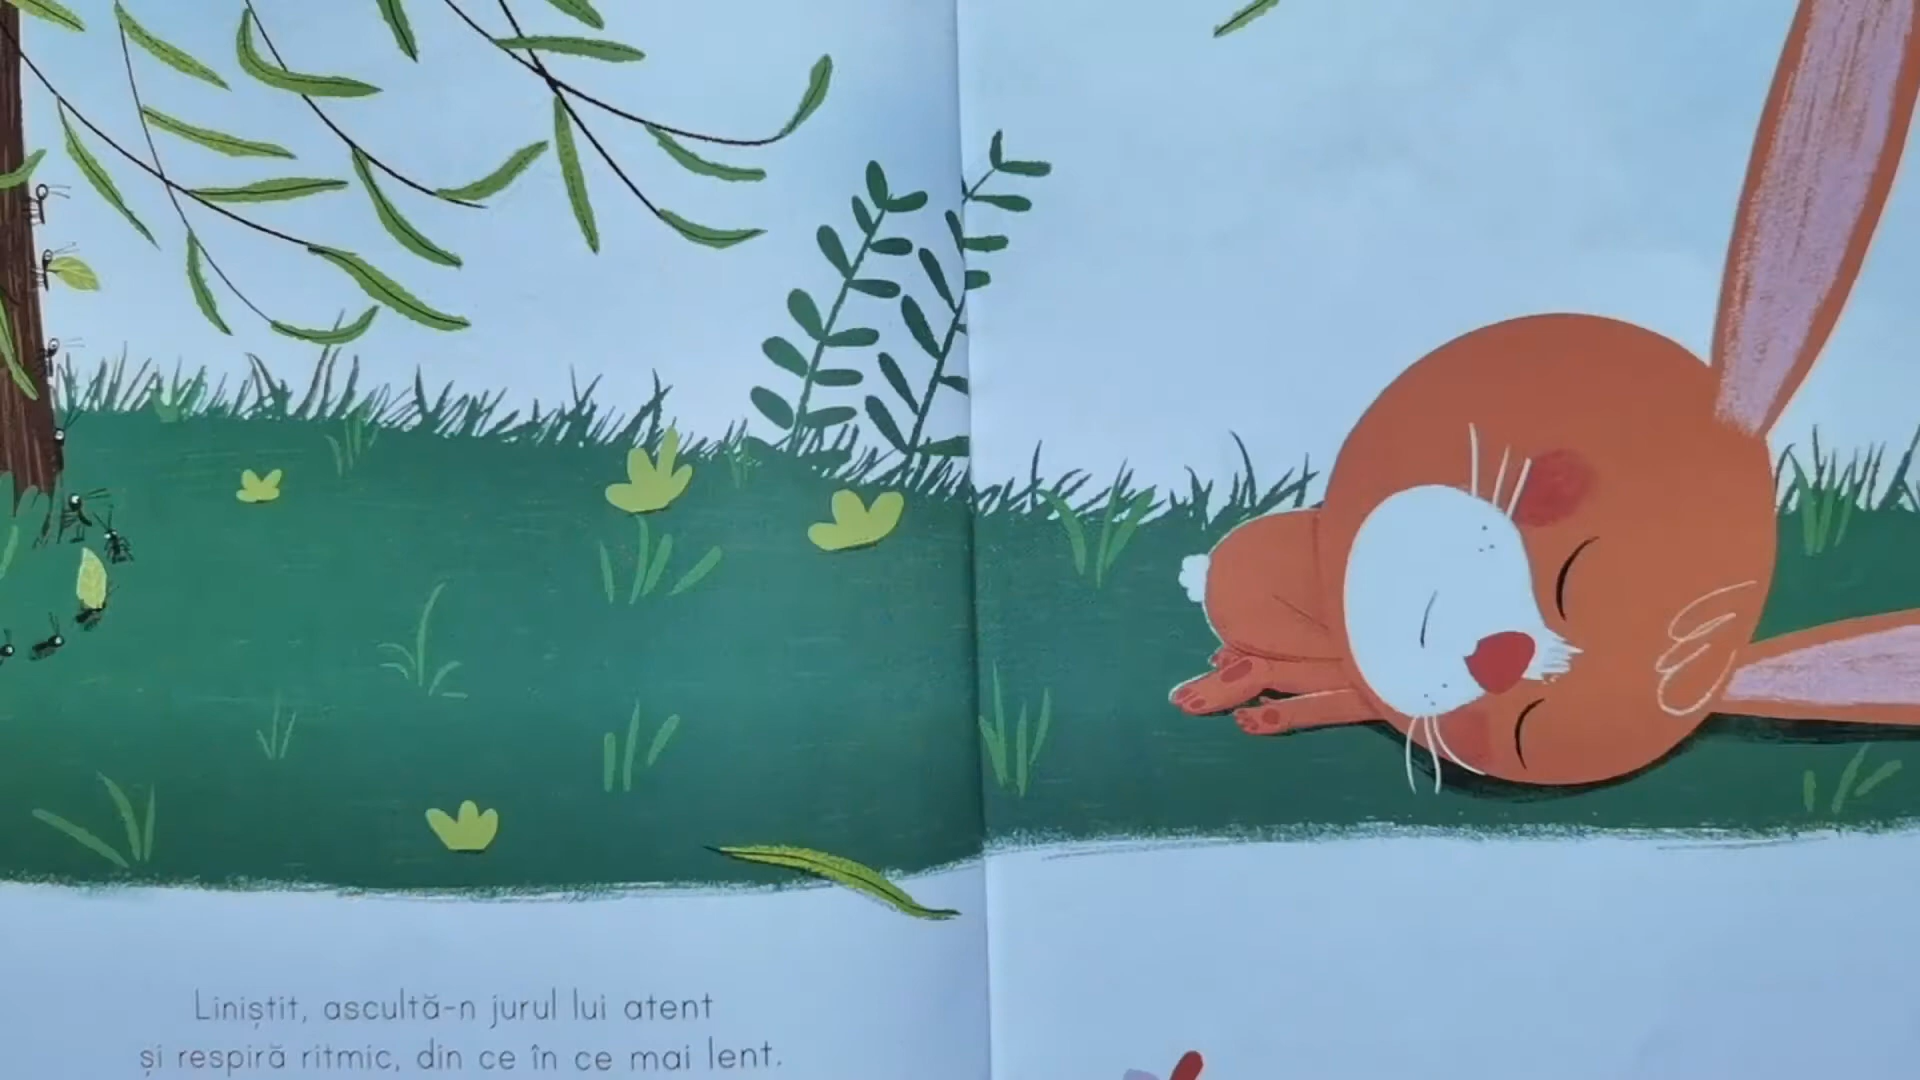 Liniștit, ascultă-n jurul lui atent
și respiră ritmic, din ce în ce mai lent.